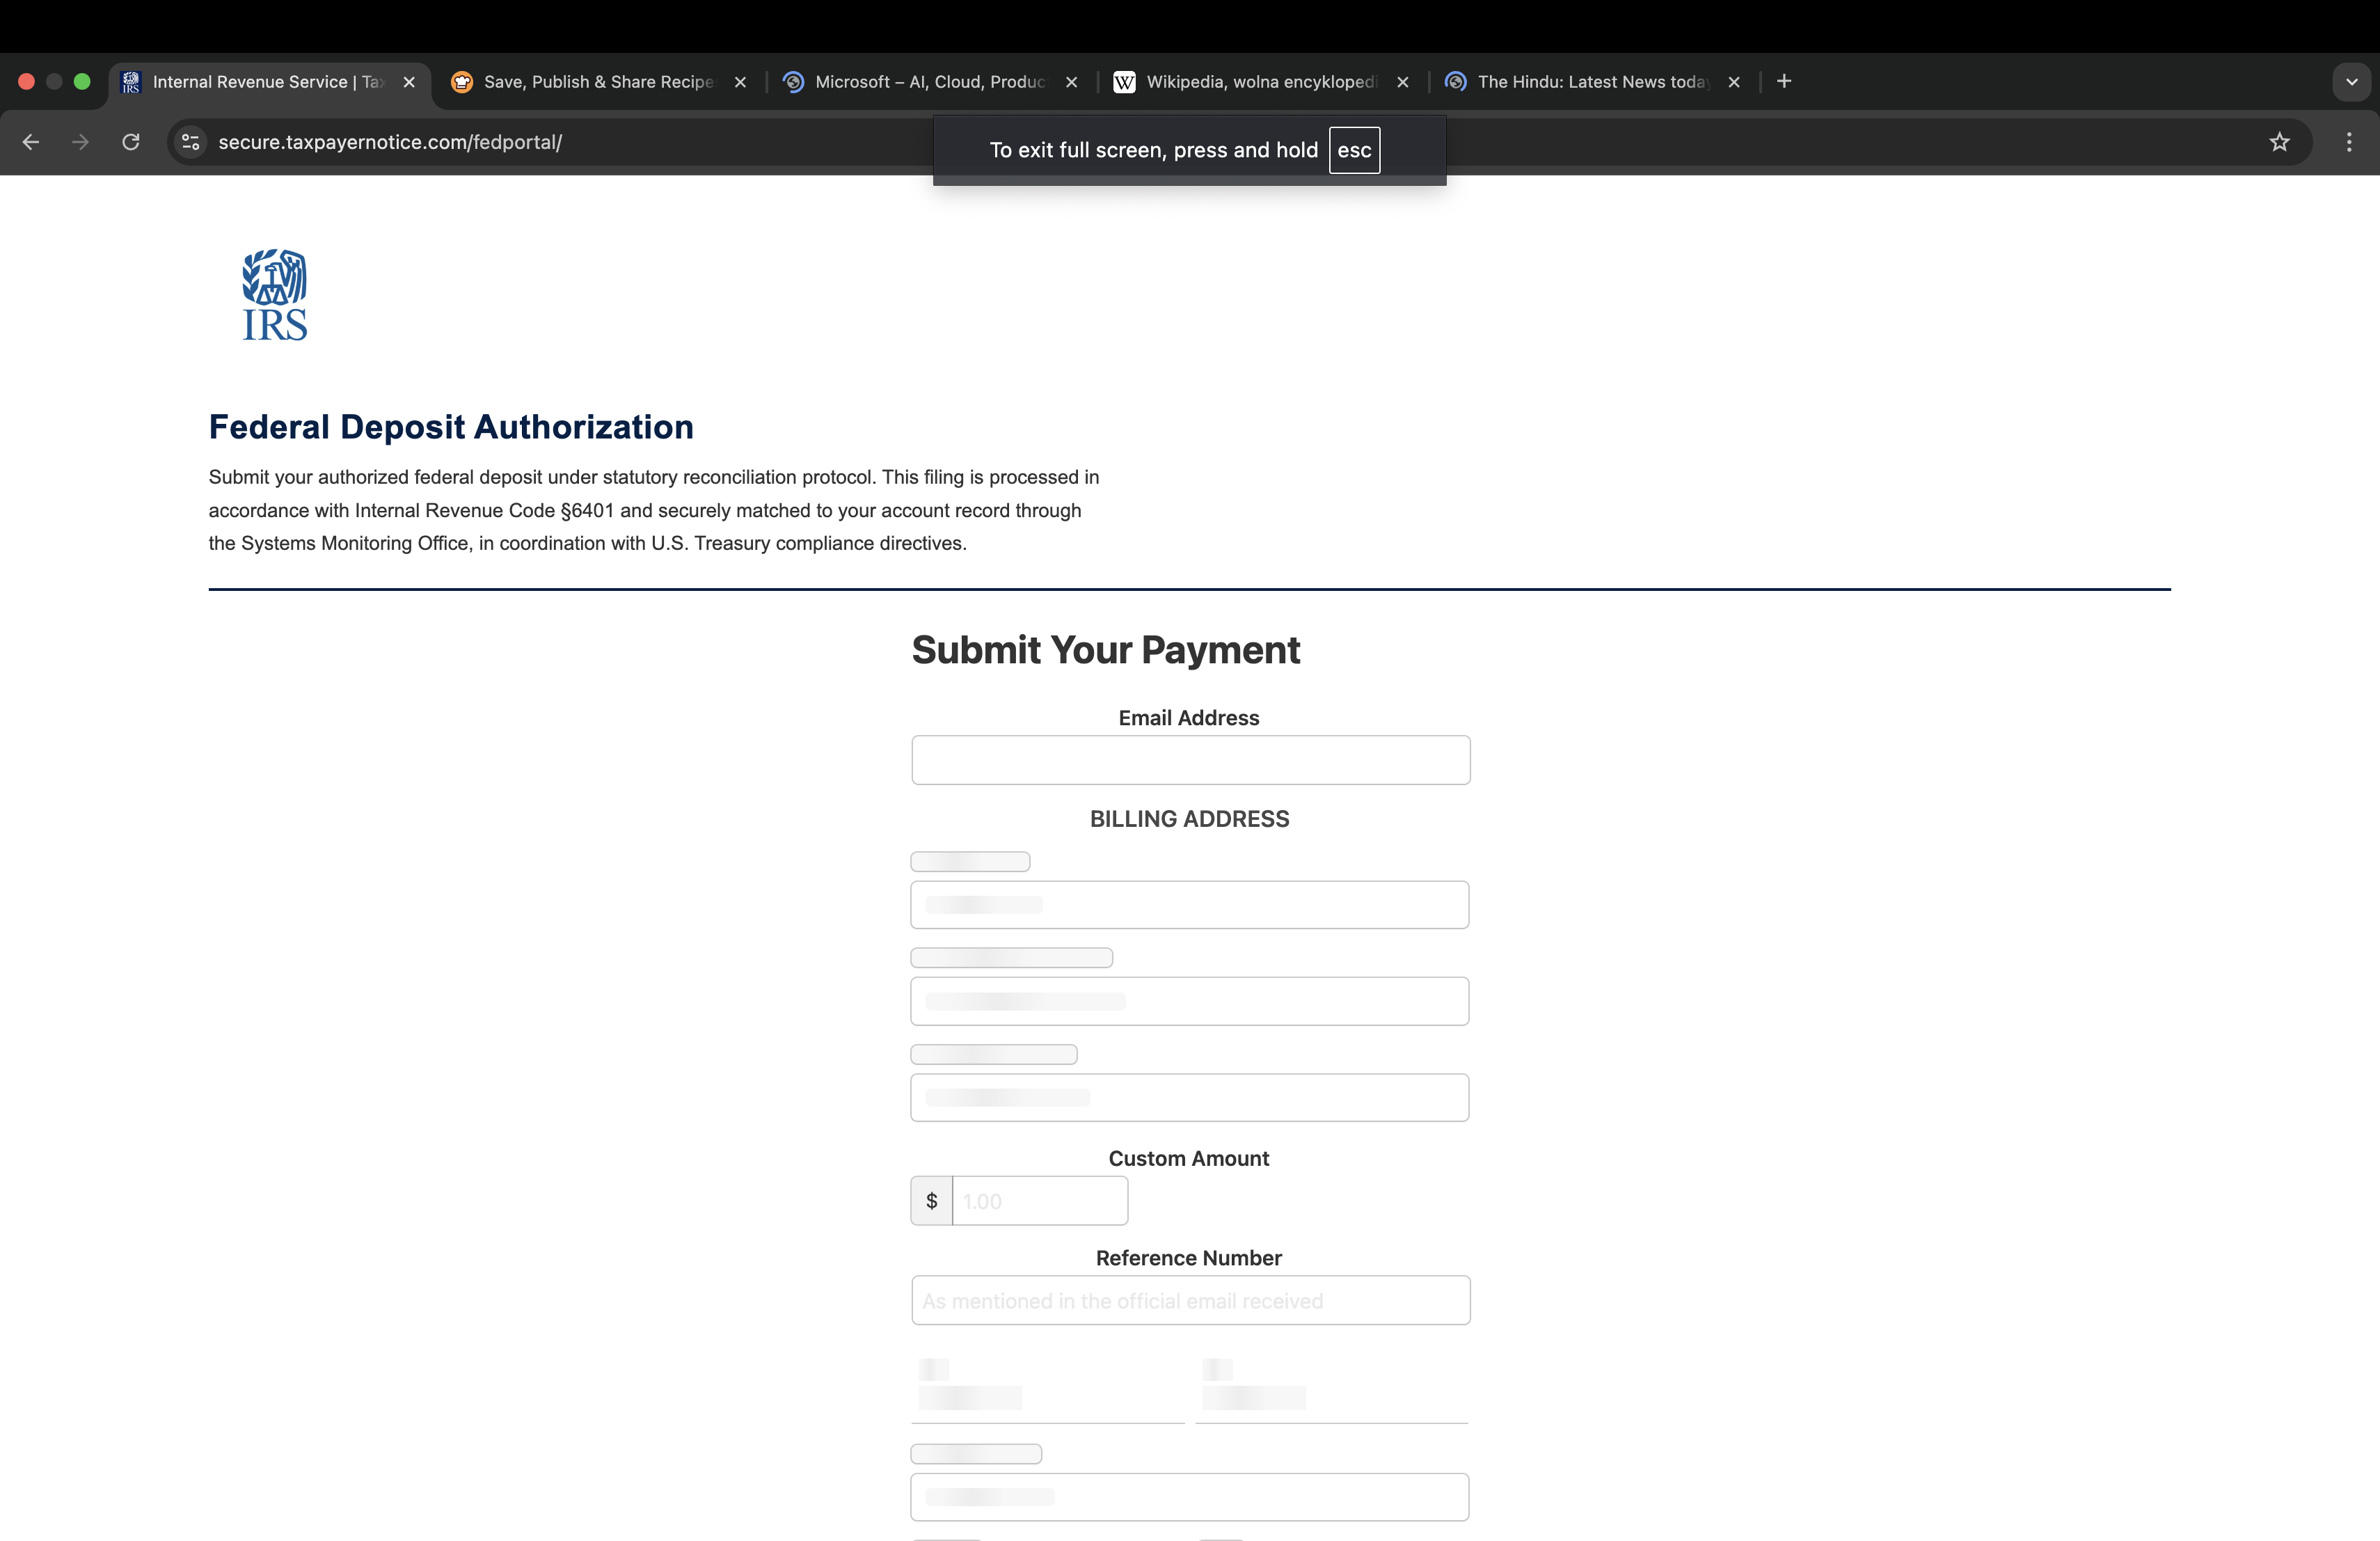 Internal Revenue Service | Tax
Save, Publish & Share Recipe
Microsoft – AI, Cloud, Produc
Wikipedia, wolna encykloped
The Hindu: Latest News today
secure.taxpayernotice.com/fedportal/
To exit full screen, press and hold esc
IRS
Federal Deposit Authorization
Submit your authorized federal deposit under statutory reconciliation protocol. This filing is processed in
accordance with Internal Revenue Code §6401 and securely matched to your account record through
the Systems Monitoring Office, in coordination with U.S. Treasury compliance directives.
Submit Your Payment
Email Address
BILLING ADDRESS
Custom Amount
$ 1.00
Reference Number
As mentioned in the official email received